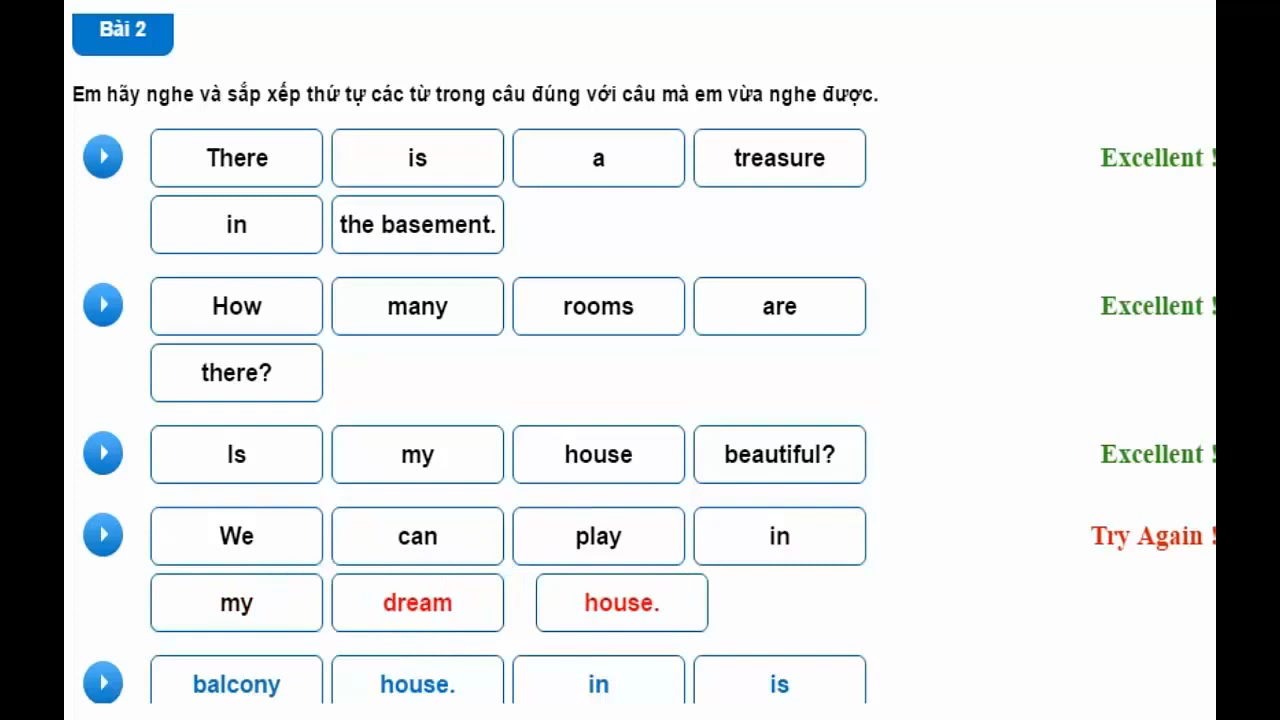 Bài 2
Em hãy nghe và sắp xếp thứ tự các từ trong câu đúng với câu mà em vừa nghe được.
There is a treasure Excellent !
in the basement.
How many rooms are Excellent !
there?
Is my house beautiful? Excellent !
We can play in Try Again !
my dream house.
balcony house. in is